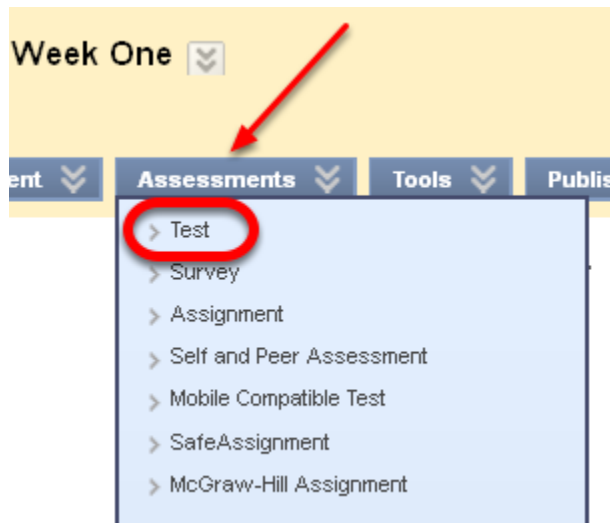 Week One
ent Assessments Tools Publis
Test
Survey
Assignment
Self and Peer Assessment
Mobile Compatible Test
SafeAssignment
McGraw-Hill Assignment